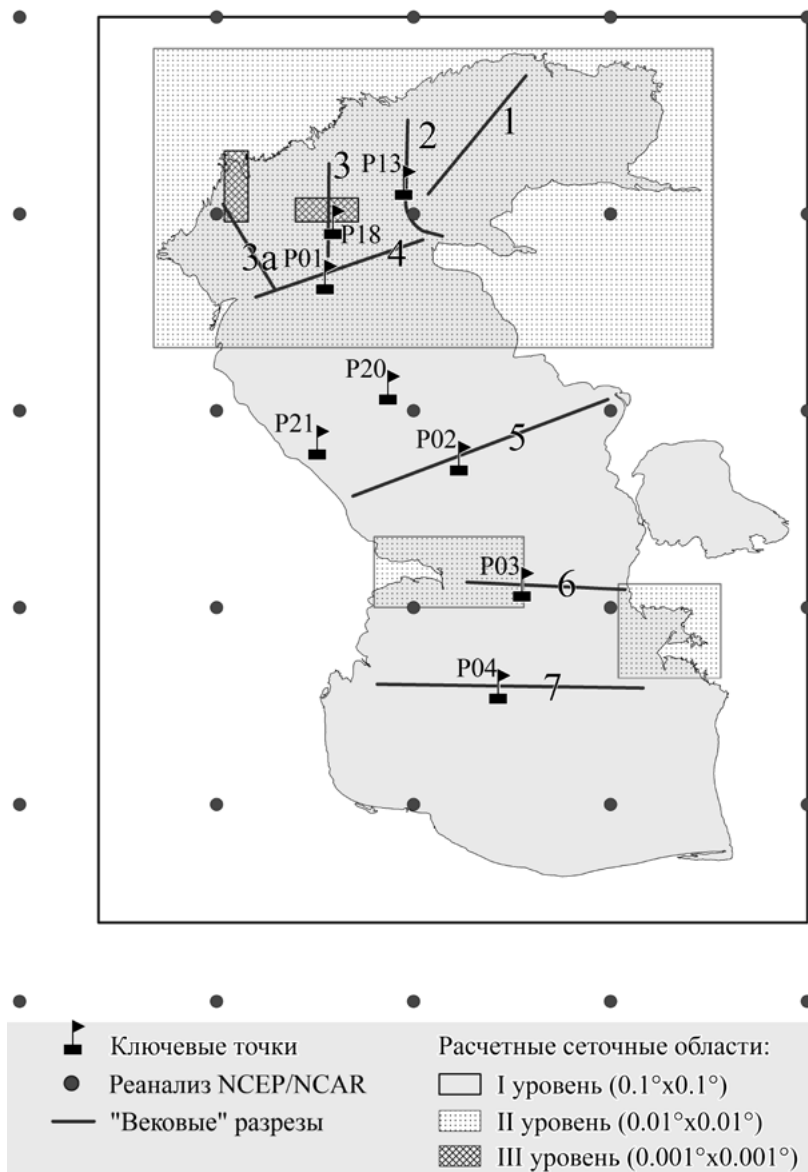 1
2
P13
3
P18
3а
P01
4
P20
P21
P02
5
P03
6
P04
7
Ключевые точки
Реанализ NCEP/NCAR
"Вековые" разрезы
Расчетные сеточные области:
I уровень (0.1°x0.1°)
II уровень (0.01°x0.01°)
III уровень (0.001°x0.001°)